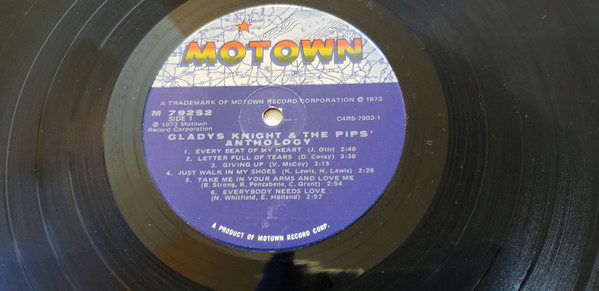 MOTOWN
A TRADEMARK OF MOTOWN RECORD CORPORATION © 1973
M 792S2
SIDE 1
℗ 1973 Motown
Record Corporation
C4RS-7903-1
GLADYS KNIGHT & THE PIPS'
ANTHOLOGY
1. EVERY BEAT OF MY HEART (J. Otis) 2:40
2. LETTER FULL OF TEARS (D. Covay) 3:20
3. GIVING UP (V. McCoy) 3:15
4. JUST WALK IN MY SHOES (K. Lewis, H. Lewis) 2:26
5. TAKE ME IN YOUR ARMS AND LOVE ME
(B. Strong, R. Penzabene, C. Grant) 2:54
6. EVERYBODY NEEDS LOVE
(N. Whitfield, E. Holland) 2:57
A PRODUCT OF MOTOWN RECORD CORP.